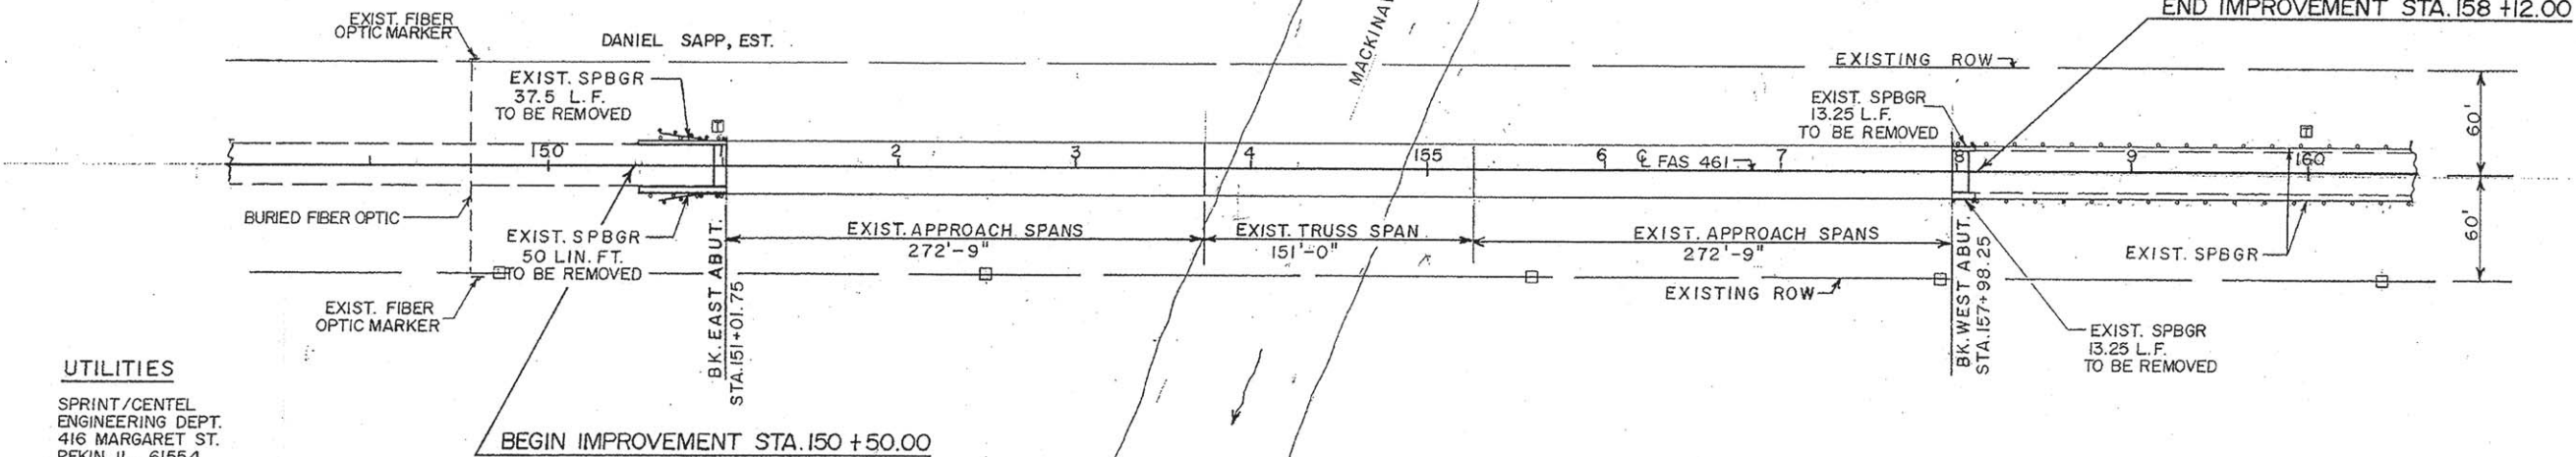 EXIST. FIBER
OPTIC MARKER
DANIEL SAPP, EST.
END IMPROVEMENT STA. 158 +12.00
EXISTING ROW
EXIST. SPBGR
37.5 L.F.
TO BE REMOVED
EXIST. SPBGR
13.25 L.F.
TO BE REMOVED
60'
150 1 2 3 4 155 6 ℄ FAS 461 7 8 9 160
BURIED FIBER OPTIC
EXIST. SPBGR
50 LIN. FT.
TO BE REMOVED
EXIST. APPROACH SPANS
272'-9"
EXIST. TRUSS SPAN
151'-0"
EXIST. APPROACH SPANS
272'-9"
EXIST. SPBGR
60'
EXISTING ROW
EXIST. FIBER
OPTIC MARKER
BK. EAST ABUT.
STA. 151+01.75
BK. WEST ABUT.
STA. 157+98.25
EXIST. SPBGR
13.25 L.F.
TO BE REMOVED
UTILITIES
SPRINT/CENTEL
ENGINEERING DEPT.
416 MARGARET ST.
PEKIN IL 61554
BEGIN IMPROVEMENT STA. 150 +50.00